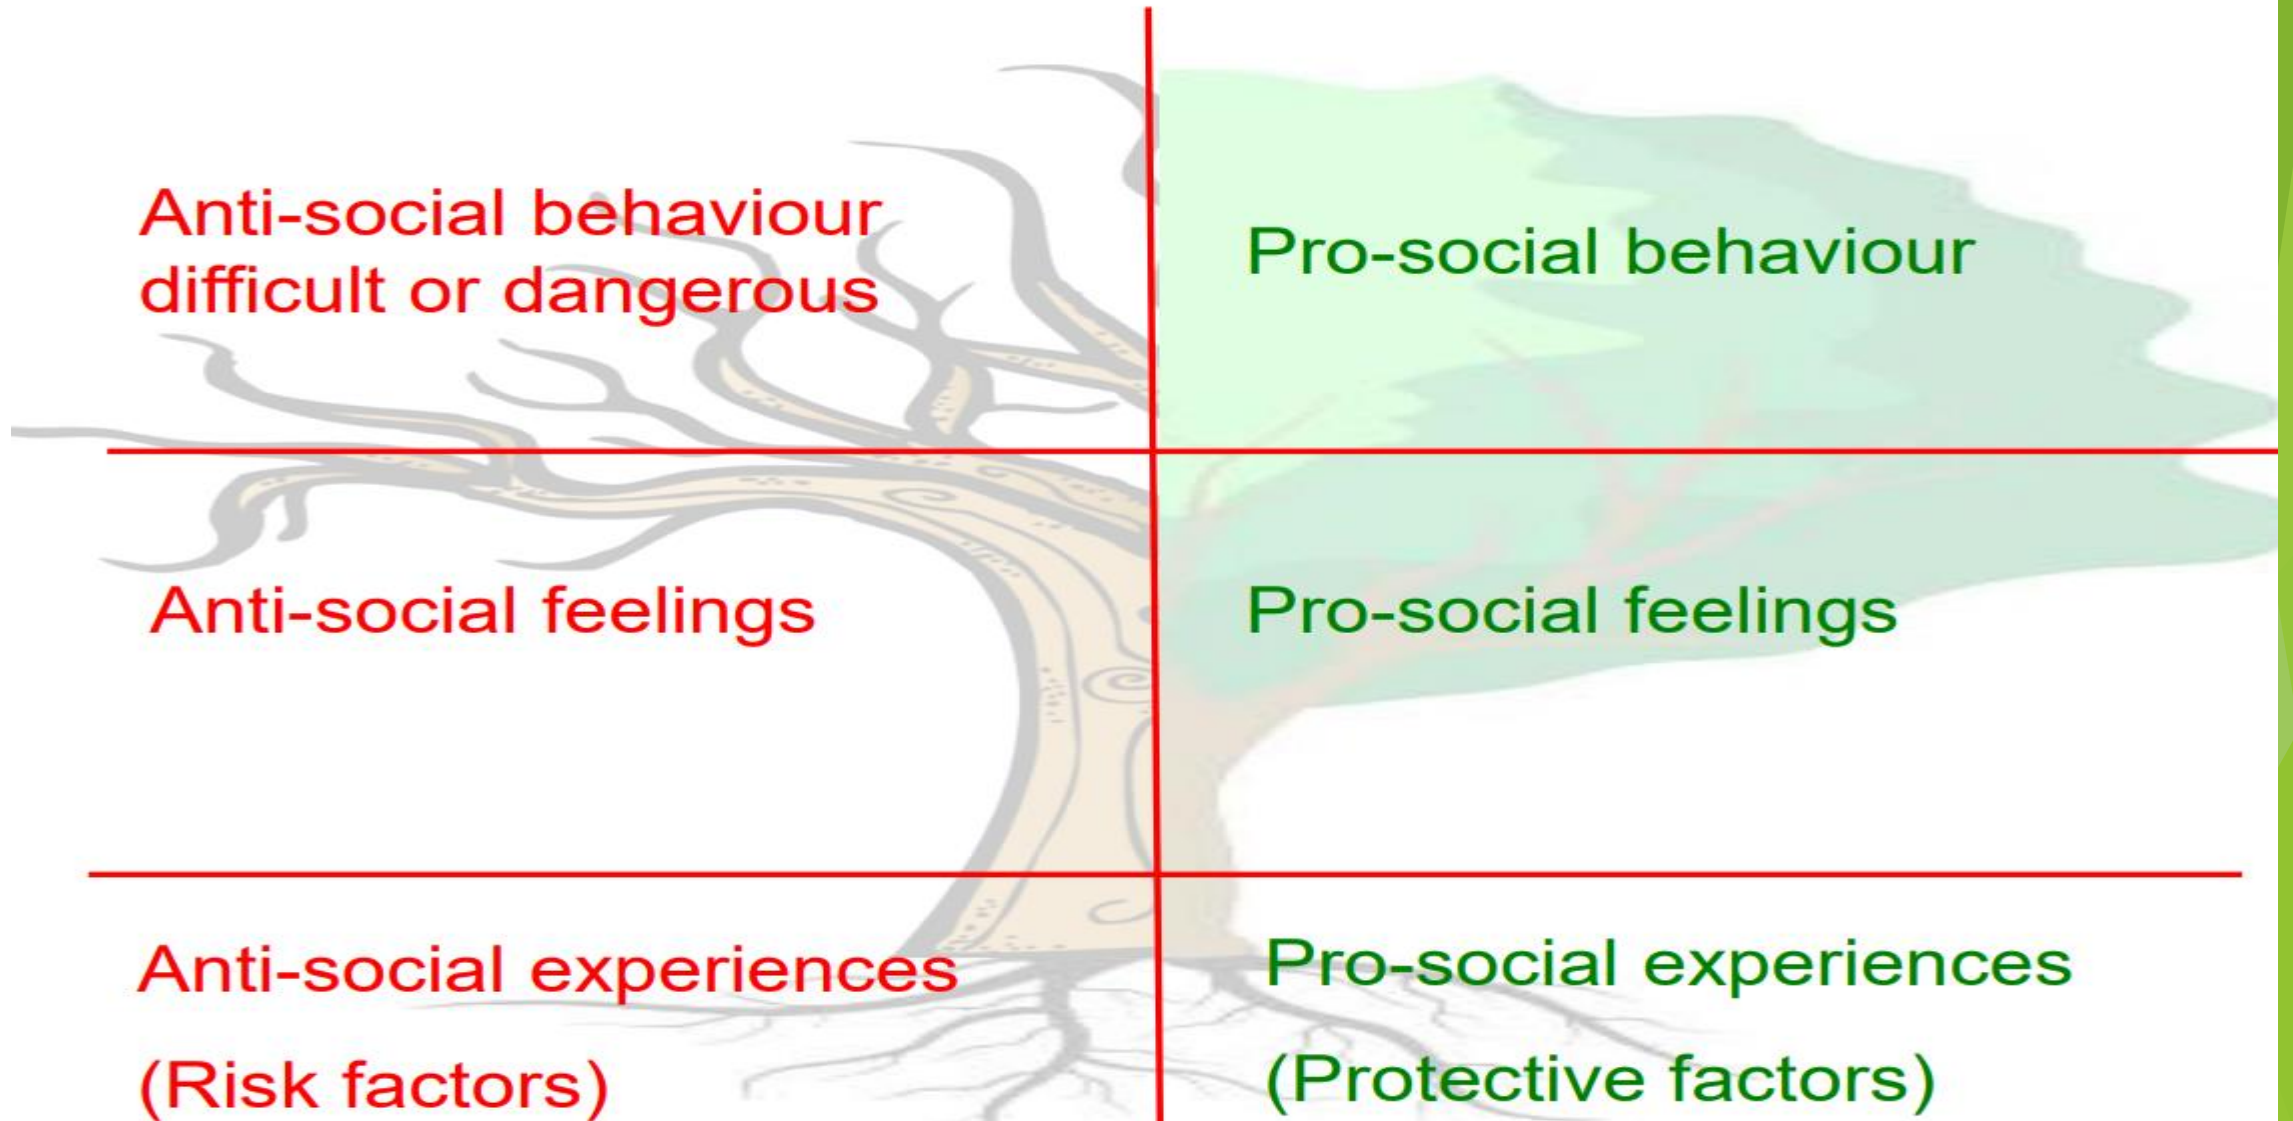 Anti-social behaviour
difficult or dangerous
Pro-social behaviour
Anti-social feelings
Pro-social feelings
Anti-social experiences
(Risk factors)
Pro-social experiences
(Protective factors)